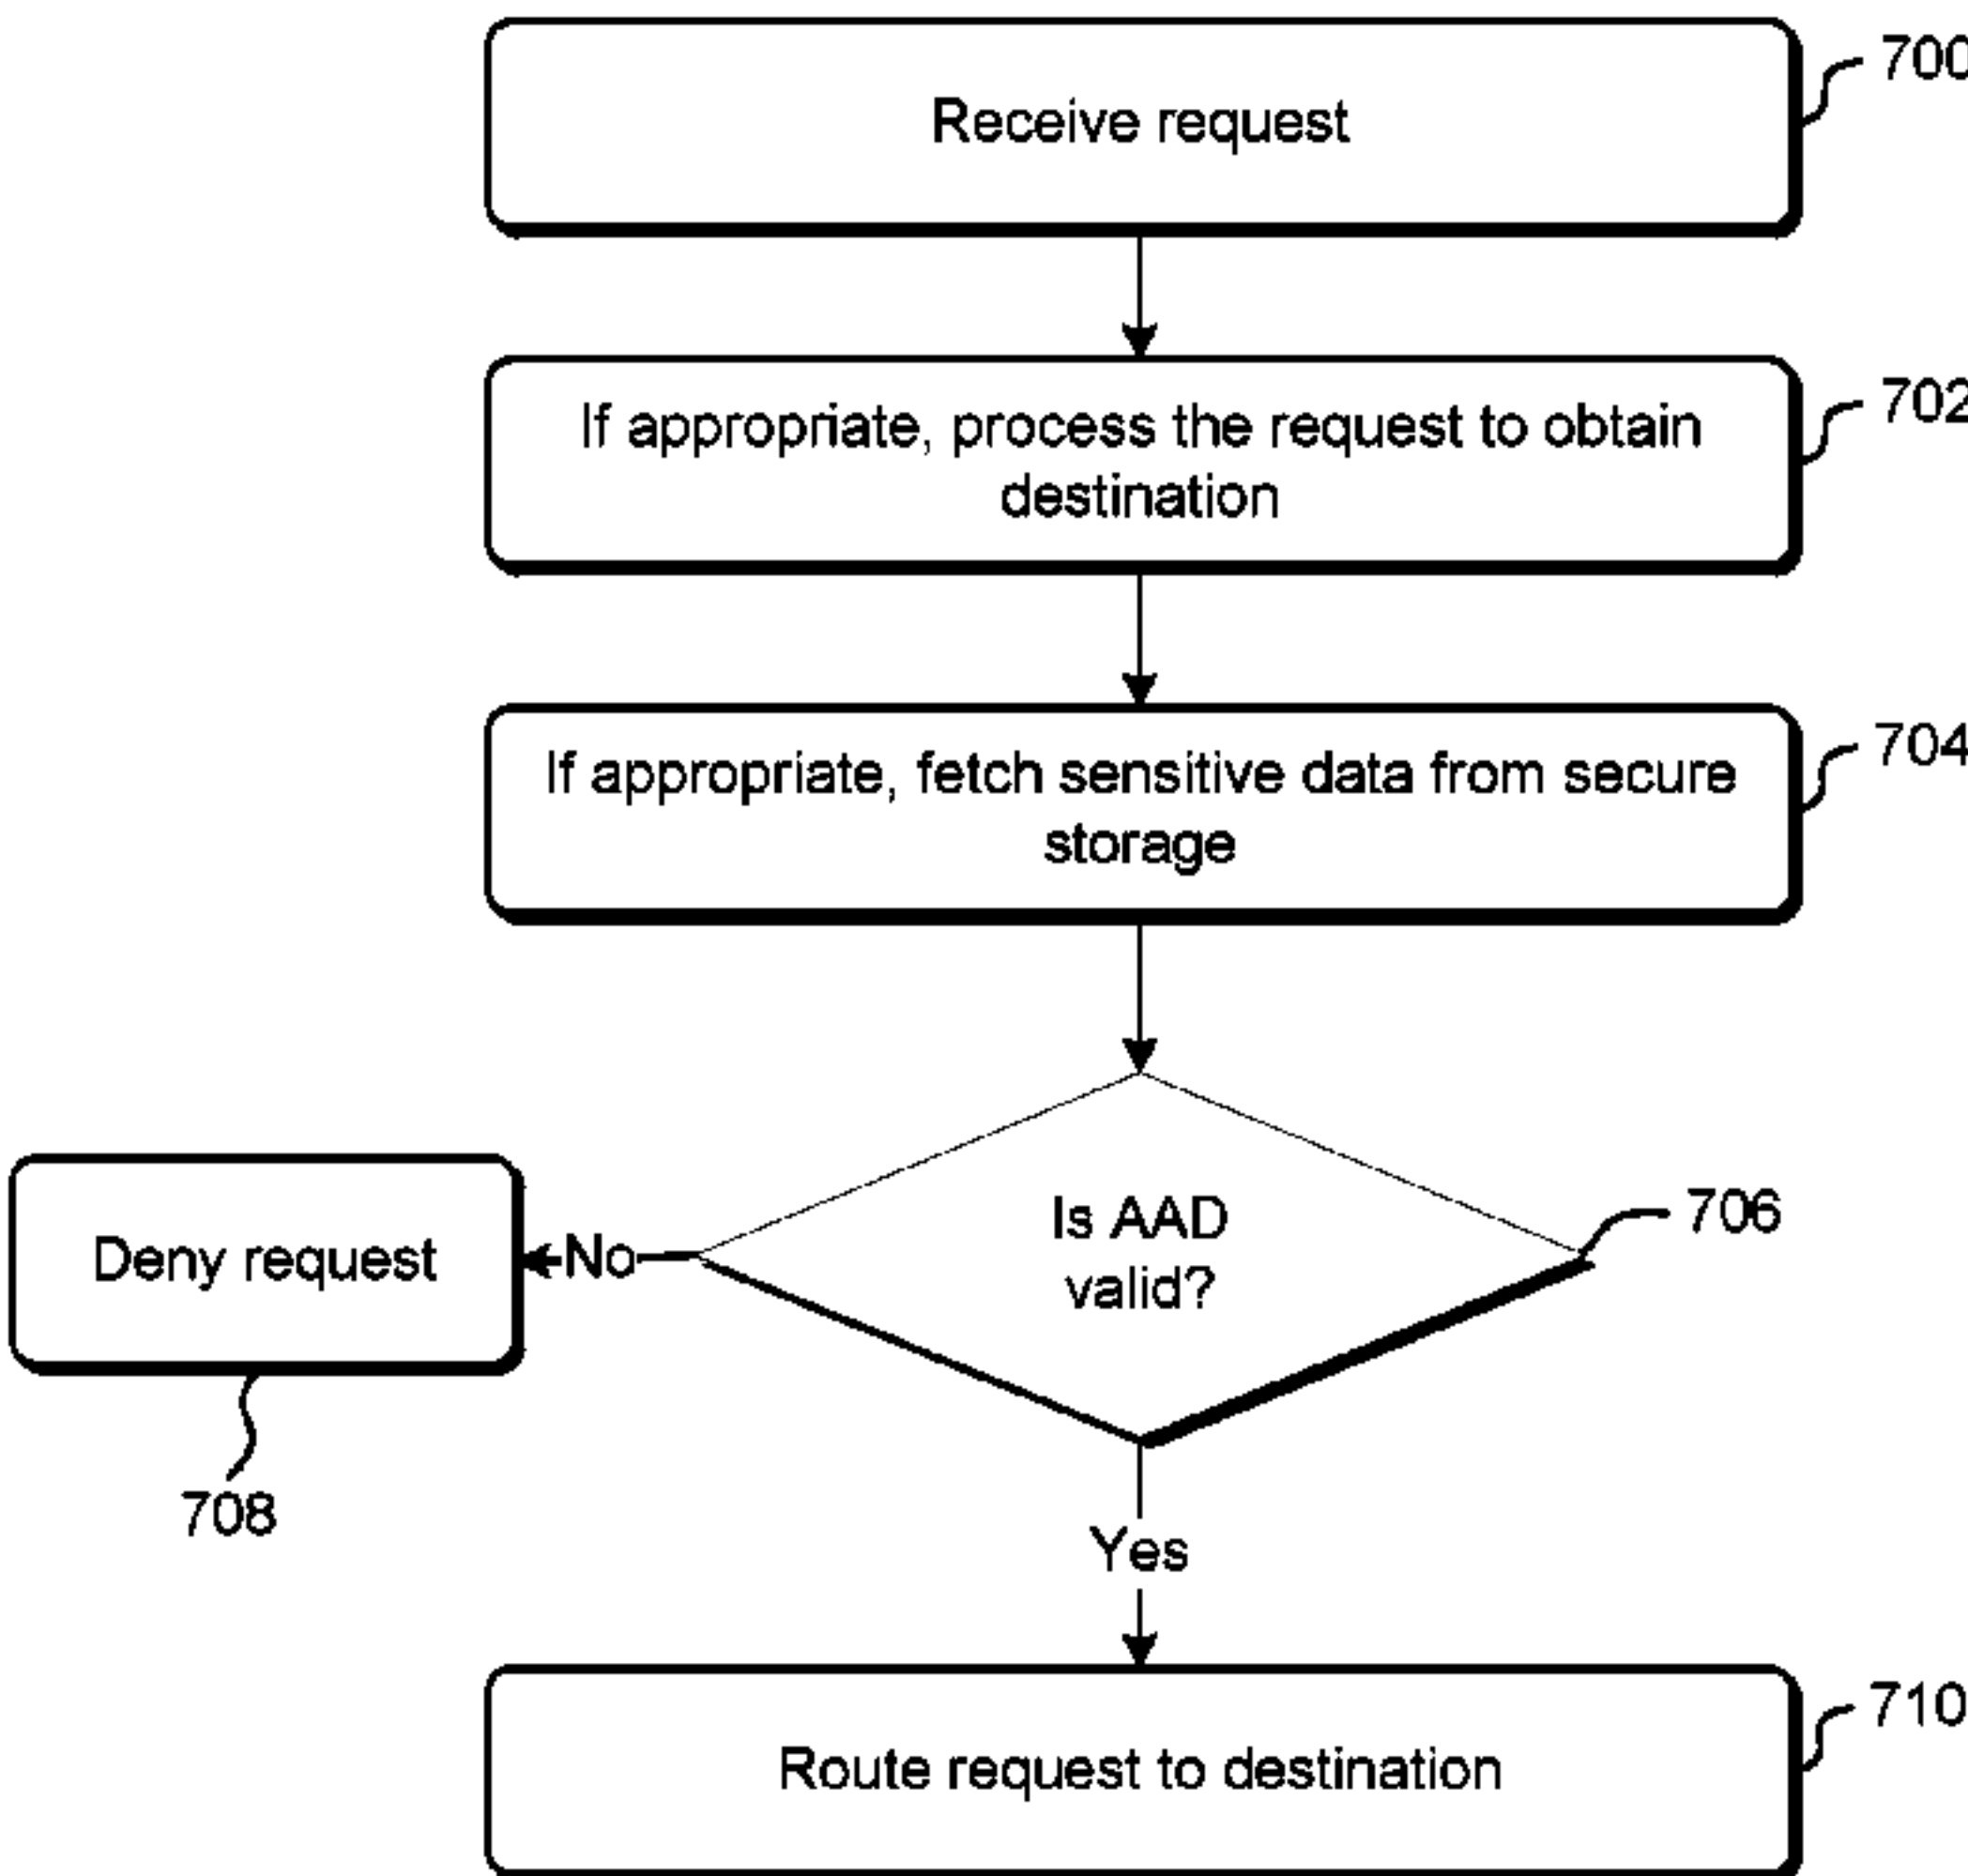 Receive request
700
If appropriate, process the request to obtain
destination
702
If appropriate, fetch sensitive data from secure
storage
704
Is AAD
valid?
706
No
Deny request
708
Yes
Route request to destination
710